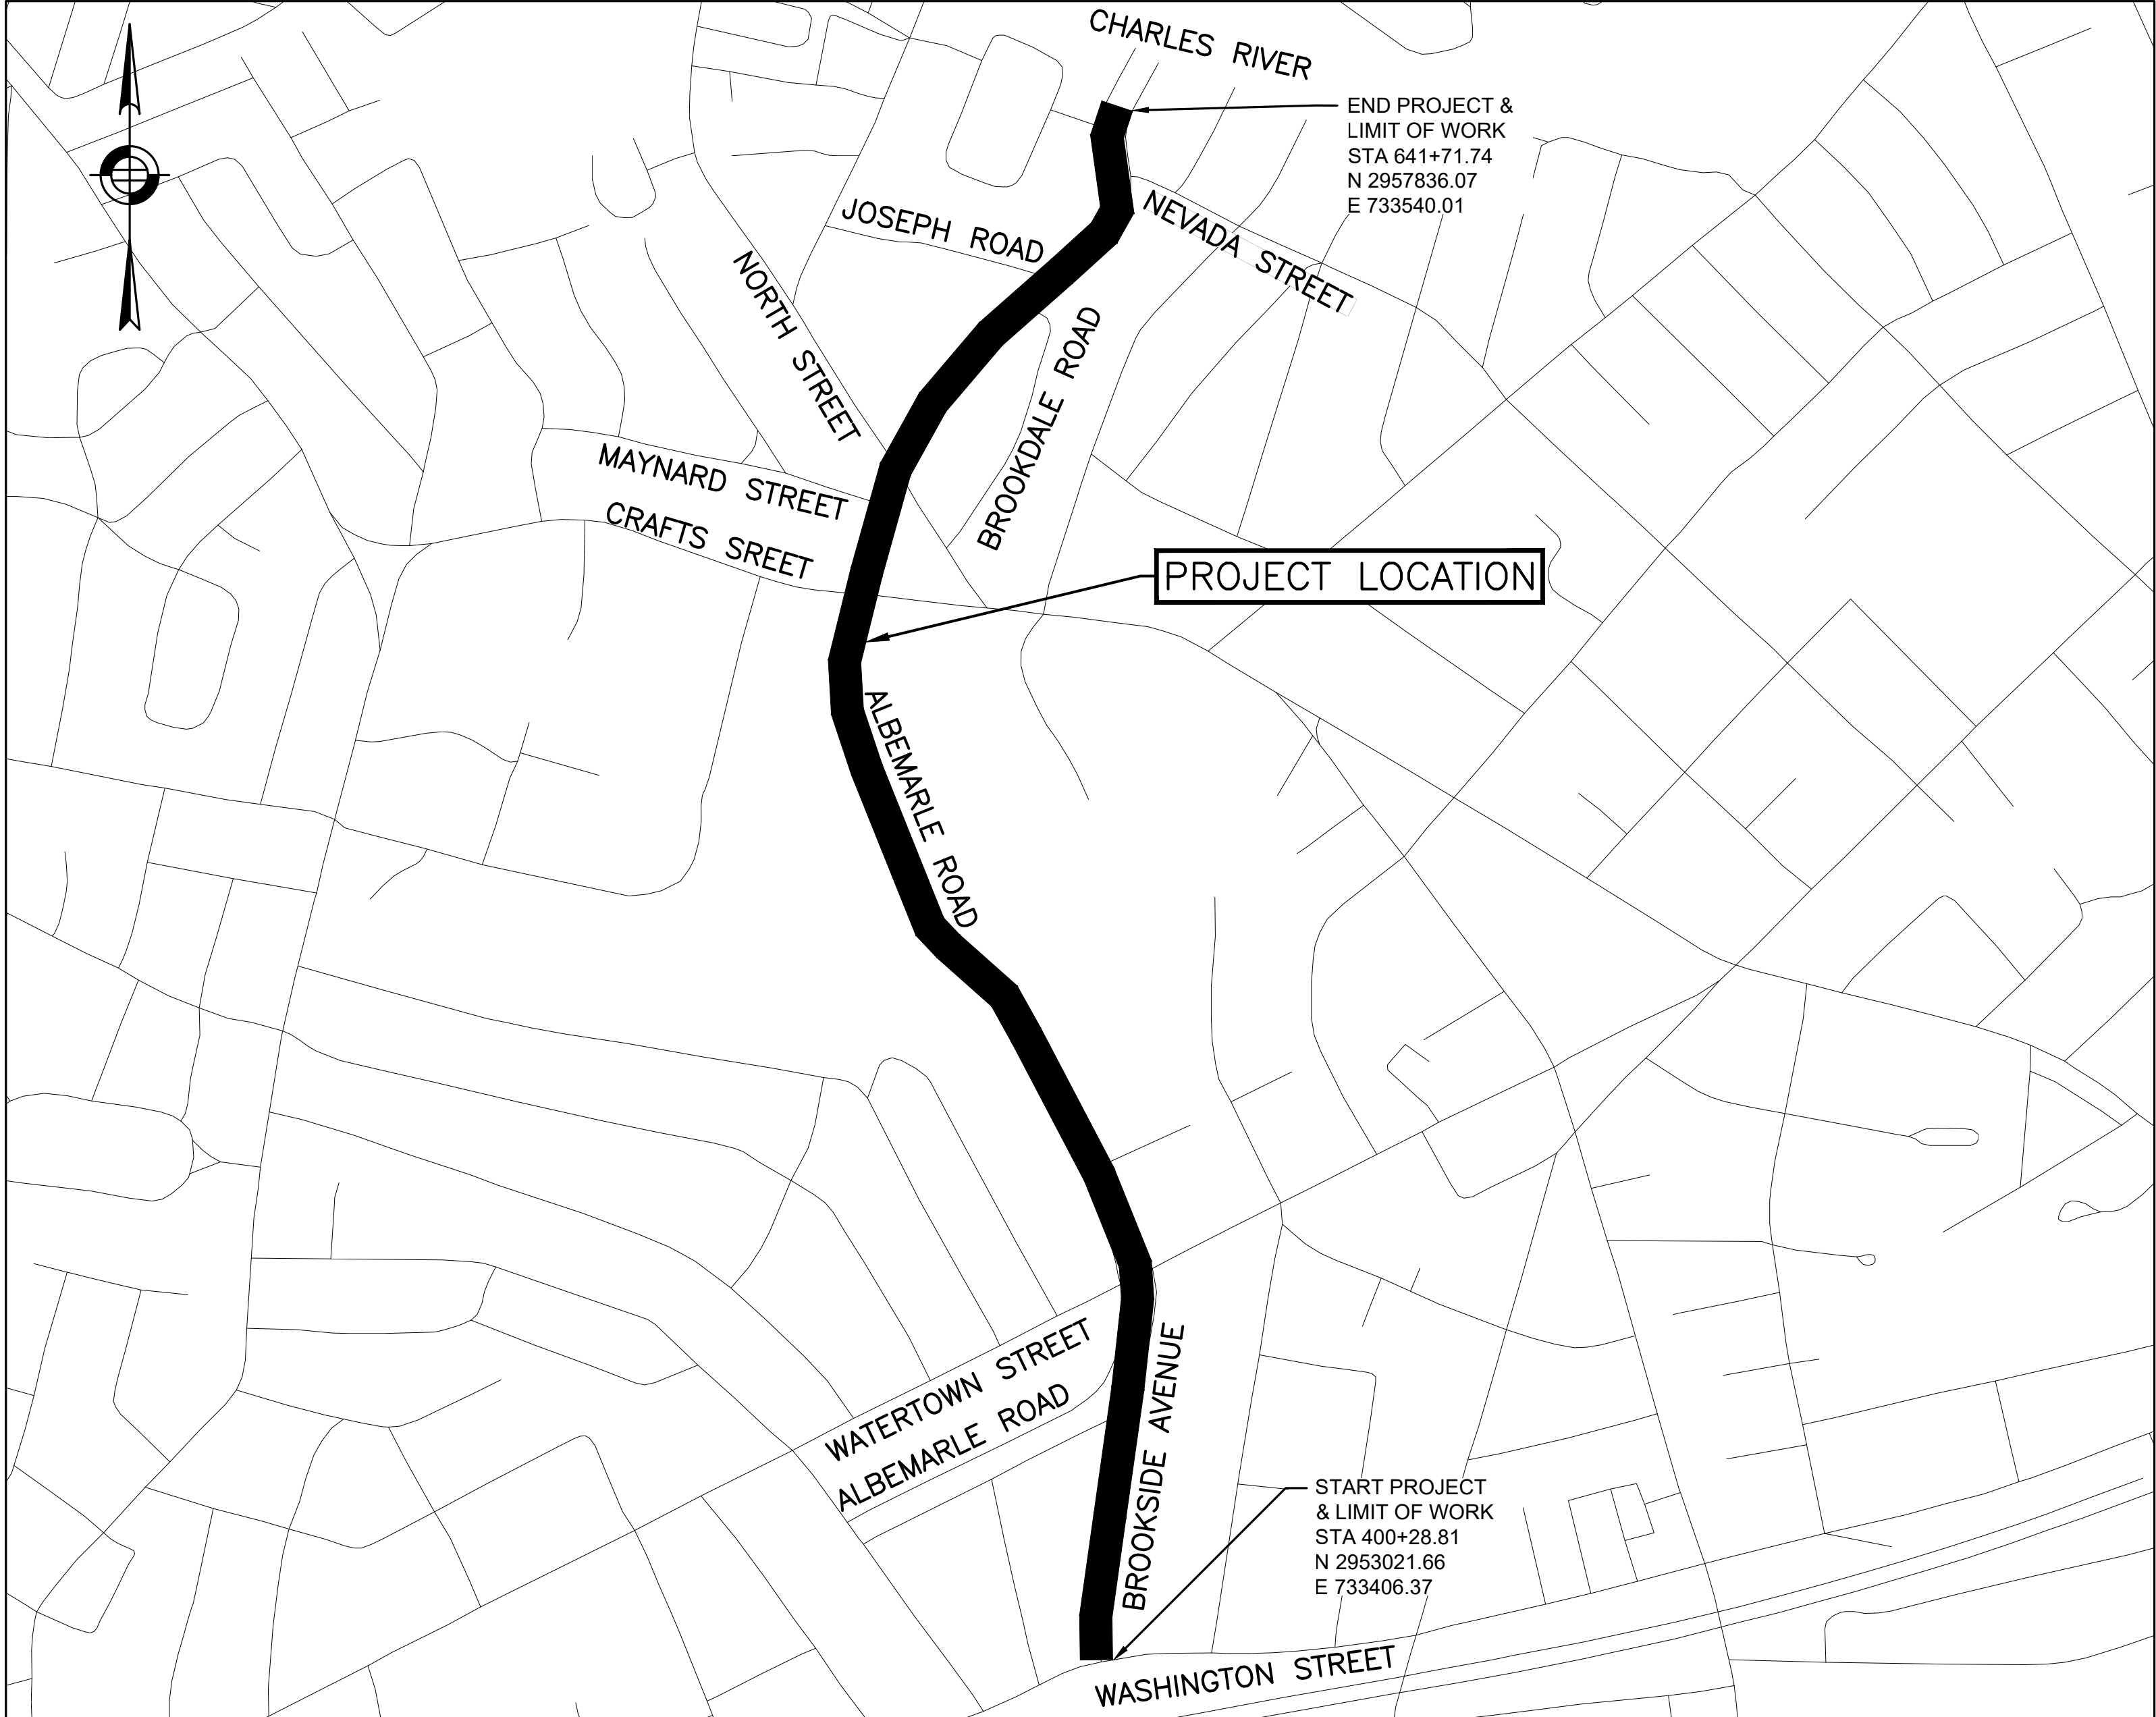 CHARLES RIVER
END PROJECT &
LIMIT OF WORK
STA 641+71.74
N 2957836.07
E 733540.01
NEVADA STREET
JOSEPH ROAD
NORTH STREET
BROOKDALE ROAD
MAYNARD STREET
CRAFTS SREET
PROJECT LOCATION
ALBEMARLE ROAD
WATERTOWN STREET
ALBEMARLE ROAD
BROOKSIDE AVENUE
START PROJECT
& LIMIT OF WORK
STA 400+28.81
N 2953021.66
E 733406.37
WASHINGTON STREET